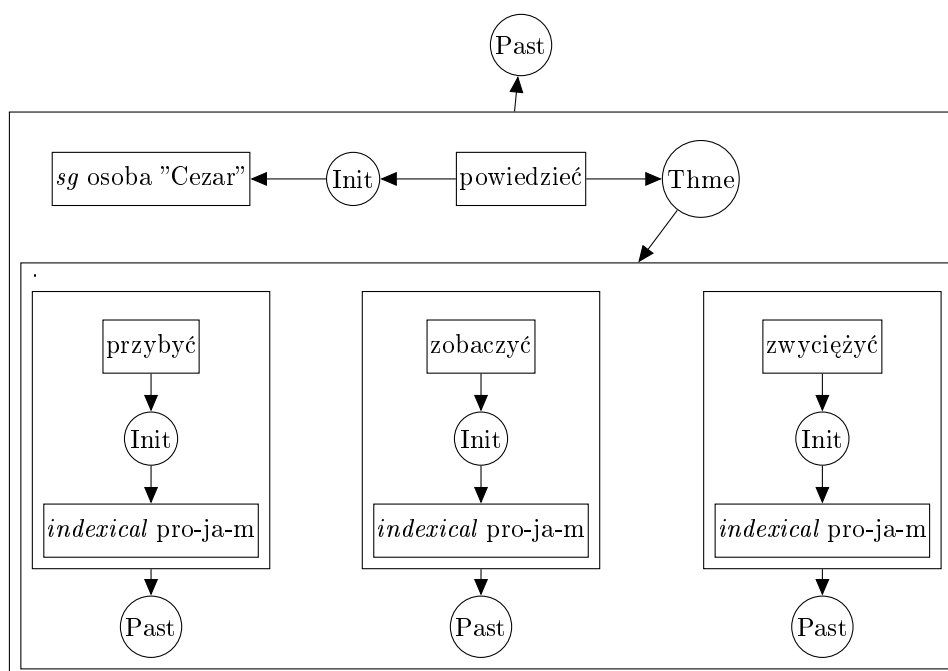 Past
sg osoba "Cezar" Init powiedzieć Thme
.
przybyć zobaczyć zwyciężyć
Init Init Init
indexical pro-ja-m indexical pro-ja-m indexical pro-ja-m
Past Past Past